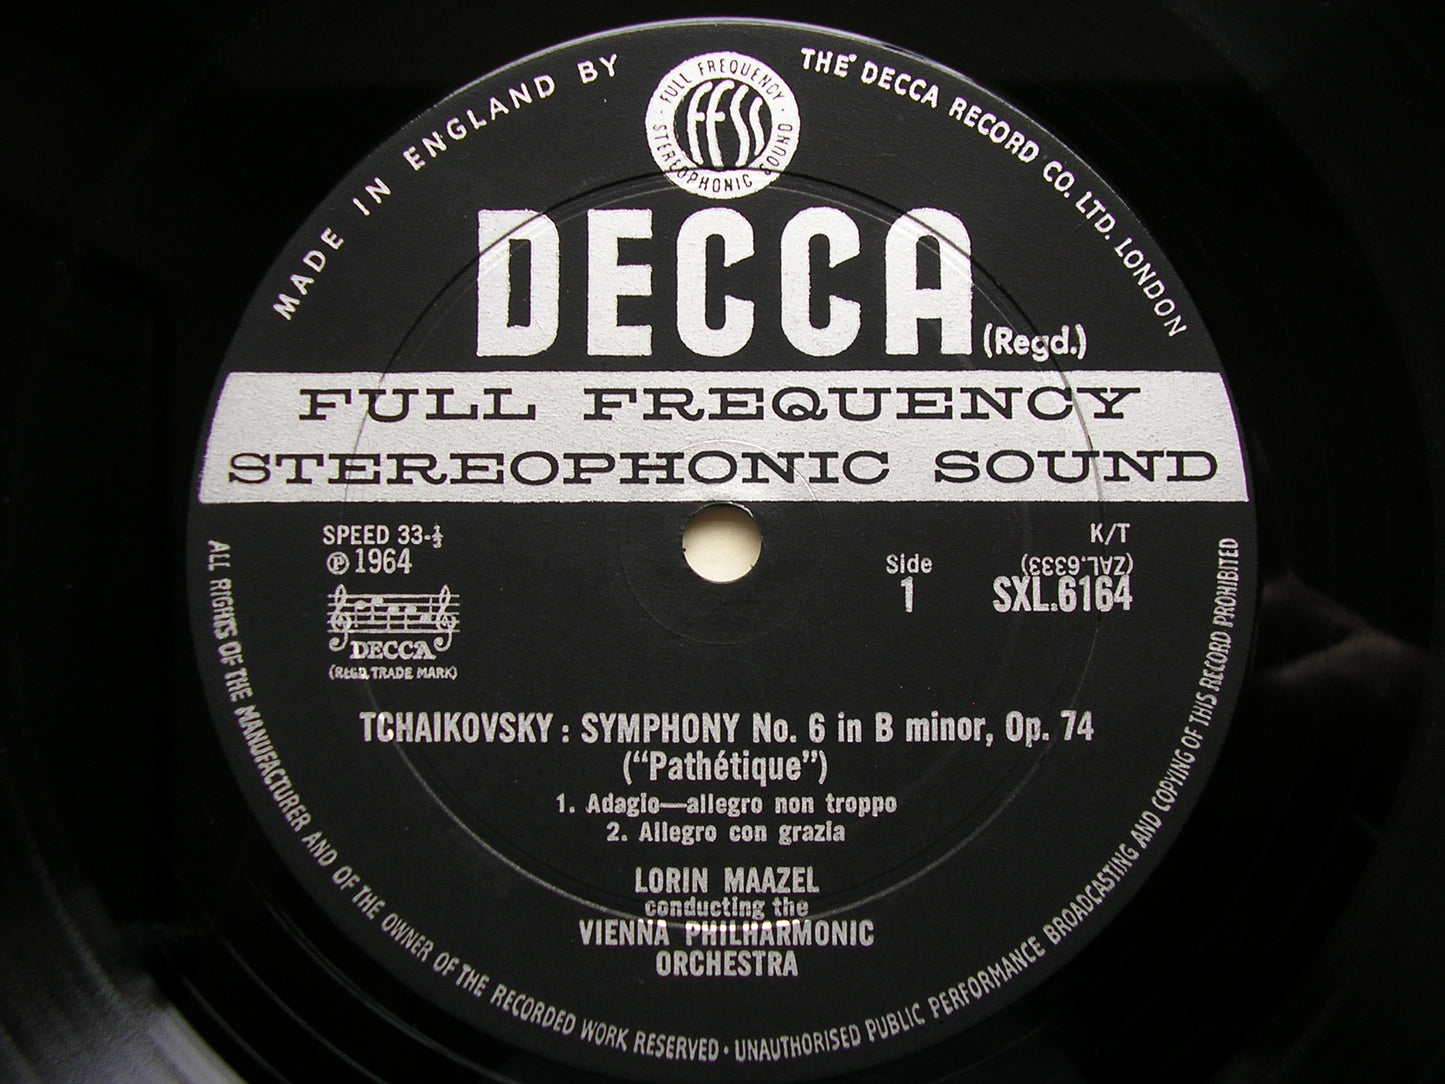 MADE IN ENGLAND BY
THE DECCA RECORD CO. LTD. LONDON
FULL FREQUENCY
STEREOPHONIC SOUND
FFSS
DECCA (Regd.)
FULL FREQUENCY
STEREOPHONIC SOUND
SPEED 33-⅓
℗ 1964
DECCA
(REGD. TRADE MARK)
Side
1
K/T
(ZAL.6333)
SXL.6164
TCHAIKOVSKY : SYMPHONY No. 6 in B minor, Op. 74
("Pathétique")
1. Adagio—allegro non troppo
2. Allegro con grazia
LORIN MAAZEL
conducting the
VIENNA PHILHARMONIC
ORCHESTRA
ALL RIGHTS OF THE MANUFACTURER AND OF THE OWNER OF THE RECORDED WORK RESERVED · UNAUTHORISED PUBLIC PERFORMANCE BROADCASTING AND COPYING OF THIS RECORD PROHIBITED